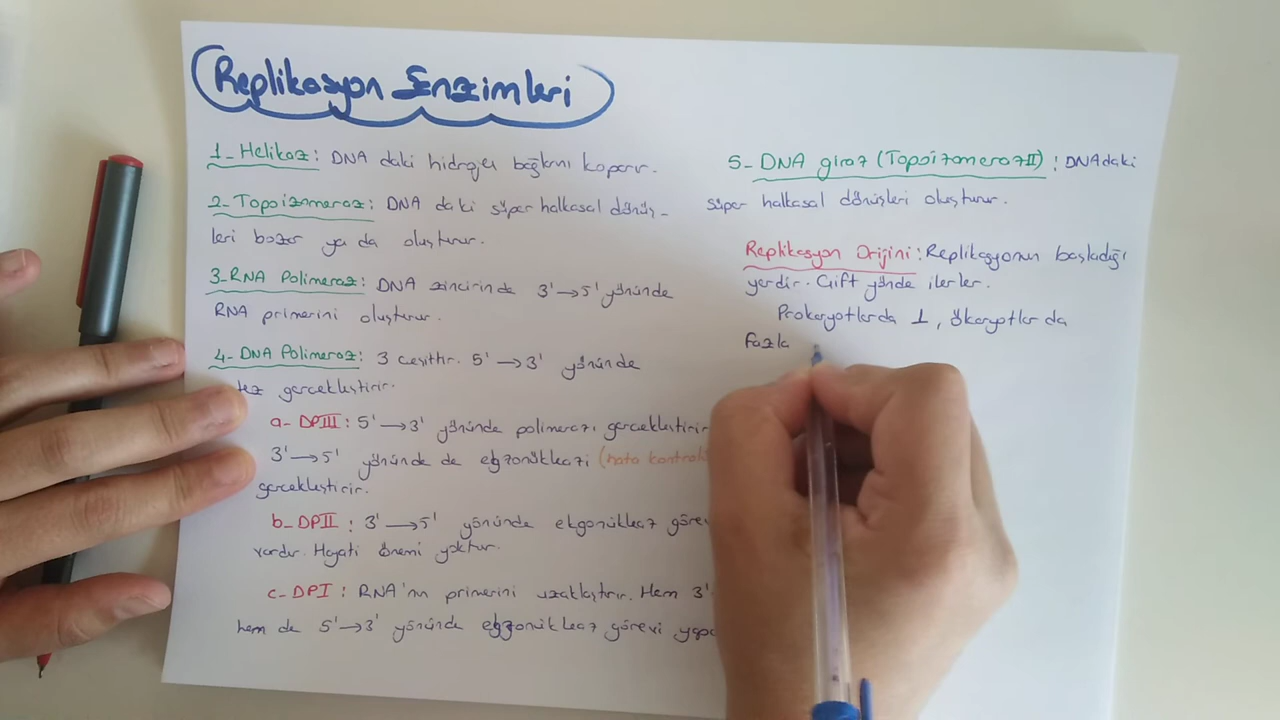 Replikasyon Enzimleri
1- Helikaz: DNA daki hidrojen bağlarını koparır.
2- Topoizomeraz: DNA daki süper halkasal dönüş-
leri bozar ya da oluşturur.
3- RNA Polimeraz: DNA zincirinde 3'→5' yönünde
RNA primerini oluşturur.
4- DNA Polimeraz: 3 çeşittir. 5'→3' yönünde
tez gerçekleştirir.
a- DPIII: 5'→3' yönünde polimerazı gerçekleştirir
3'→5' yönünde de ekzonükleazi (hata kontrolü
gerçekleştirir.
b- DPII: 3'→5' yönünde ekzonükleaz görev
vardır. Hayati önemi yoktur.
c- DPI: RNA'nın primerini uzaklaştırır. Hem 3'
hem de 5'→3' yönünde ekzonükleaz görevi yapa
5- DNA giraz (Topoizomeraz II): DNA daki
süper halkasal dönüşleri oluşturur.
Replikasyon Orijini: Replikasyonun başladığı
yerdir. Çift yönde ilerler.
Prokaryotlarda 1, ökaryotlar da
fazla